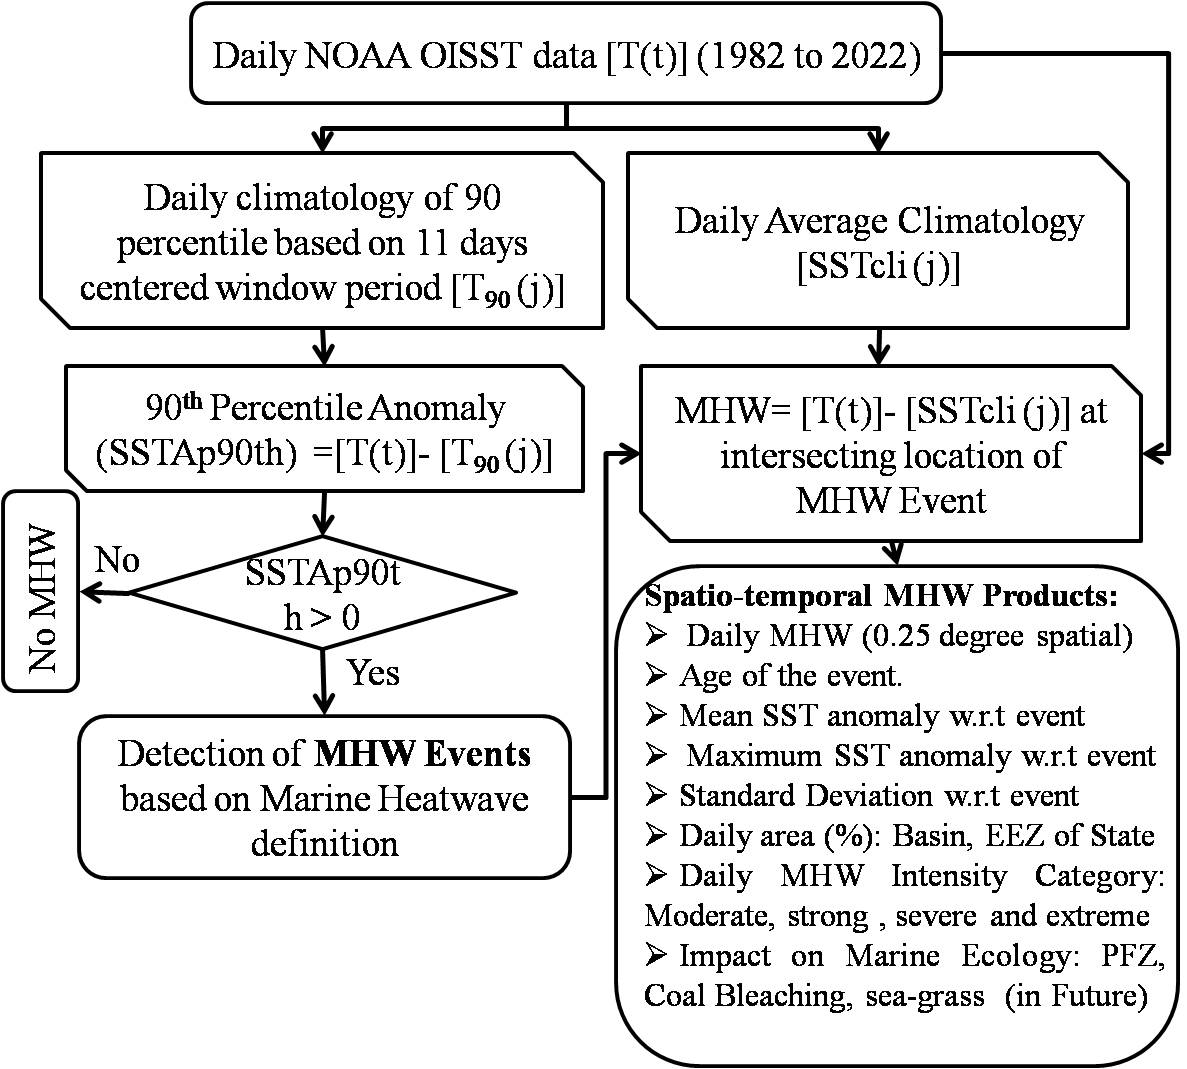 Daily NOAA OISST data [T(t)] (1982 to 2022)
Daily climatology of 90
percentile based on 11 days
centered window period [T90 (j)]
Daily Average Climatology
[SSTcli (j)]
90th Percentile Anomaly
(SSTAp90th) =[T(t)]- [T90 (j)]
MHW= [T(t)]- [SSTcli (j)] at
intersecting location of
MHW Event
No MHW
No
SSTAp90t
h > 0
Yes
Detection of MHW Events
based on Marine Heatwave
definition
Spatio-temporal MHW Products:
➢ Daily MHW (0.25 degree spatial)
➢ Age of the event.
➢ Mean SST anomaly w.r.t event
➢ Maximum SST anomaly w.r.t event
➢ Standard Deviation w.r.t event
➢ Daily area (%): Basin, EEZ of State
➢ Daily MHW Intensity Category:
Moderate, strong , severe and extreme
➢ Impact on Marine Ecology: PFZ,
Coal Bleaching, sea-grass (in Future)